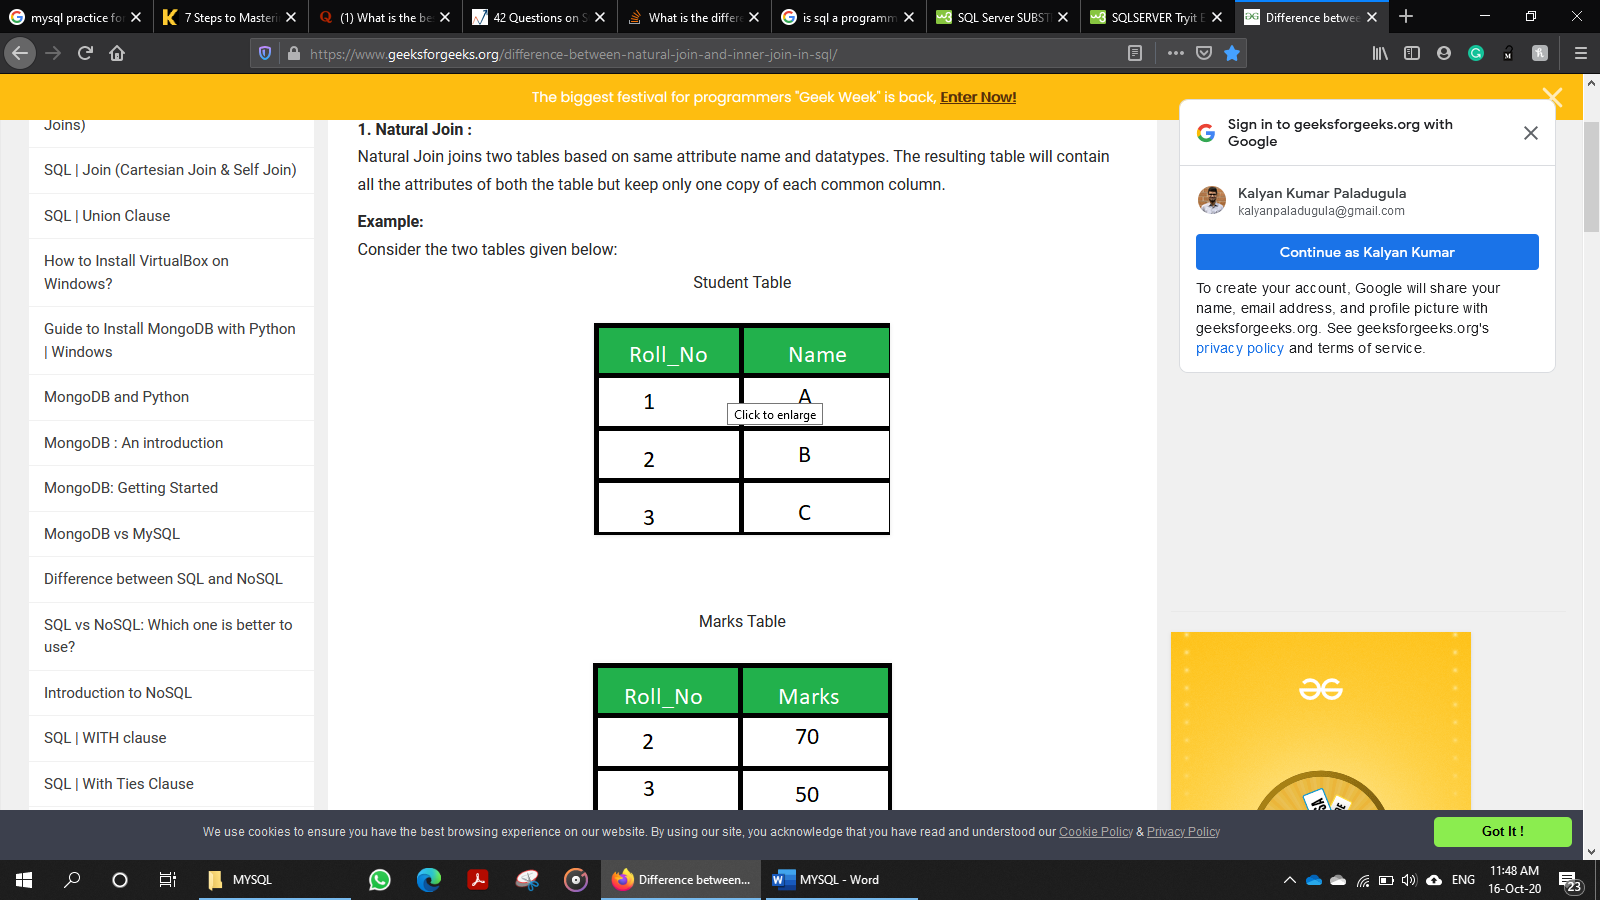 mysql practice fo
7 Steps to Masteri
(1) What is the be
42 Questions on S
What is the differe
is sql a programm
SQL Server SUBST
SQLSERVER Tryit E
Difference betwee
https://www.geeksforgeeks.org/difference-between-natural-join-and-inner-join-in-sql/
The biggest festival for programmers "Geek Week" is back, Enter Now!
Joins)
SQL | Join (Cartesian Join & Self Join)
SQL | Union Clause
How to Install VirtualBox on
Windows?
Guide to Install MongoDB with Python
| Windows
MongoDB and Python
MongoDB : An introduction
MongoDB: Getting Started
MongoDB vs MySQL
Difference between SQL and NoSQL
SQL vs NoSQL: Which one is better to
use?
Introduction to NoSQL
SQL | WITH clause
SQL | With Ties Clause
1. Natural Join :
Natural Join joins two tables based on same attribute name and datatypes. The resulting table will contain
all the attributes of both the table but keep only one copy of each common column.
Example:
Consider the two tables given below:
Student Table
Roll_No Name
1 A
Click to enlarge
2 B
3 C
Marks Table
Roll_No Marks
2 70
3 50
Sign in to geeksforgeeks.org with
Google
Kalyan Kumar Paladugula
kalyanpaladugula@gmail.com
Continue as Kalyan Kumar
To create your account, Google will share your
name, email address, and profile picture with
geeksforgeeks.org. See geeksforgeeks.org's
privacy policy and terms of service.
We use cookies to ensure you have the best browsing experience on our website. By using our site, you acknowledge that you have read and understood our Cookie Policy & Privacy Policy
Got It !
MYSQL
Difference between...
MYSQL - Word
ENG
11:48 AM
16-Oct-20
23